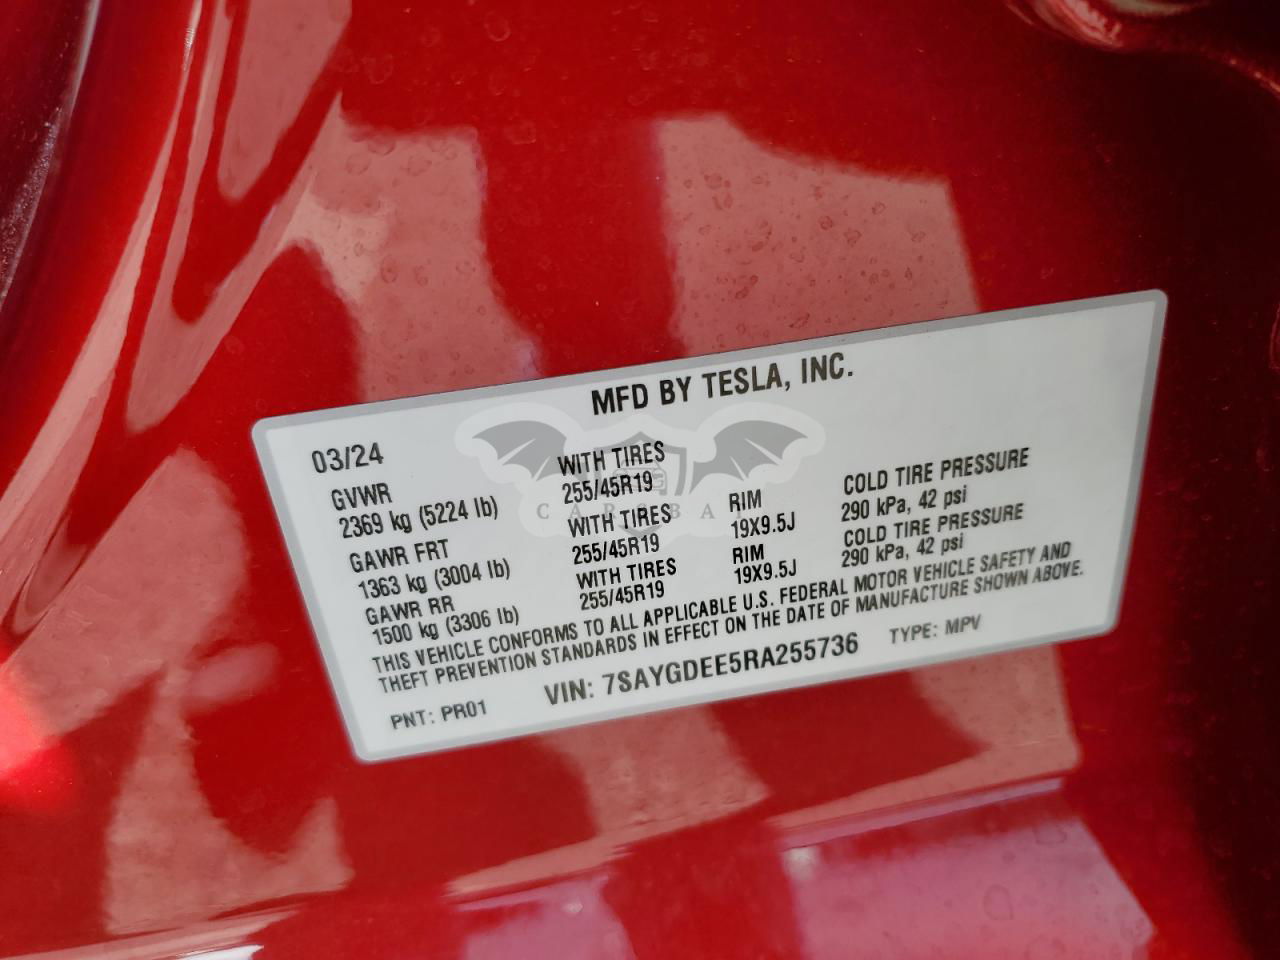 MFD BY TESLA, INC.
03/24
GVWR
2369 kg (5224 lb)
WITH TIRES
255/45R19
GAWR FRT
1363 kg (3004 lb)
WITH TIRES
255/45R19
RIM
19X9.5J
COLD TIRE PRESSURE
290 kPa, 42 psi
GAWR RR
1500 kg (3306 lb)
WITH TIRES
255/45R19
RIM
19X9.5J
COLD TIRE PRESSURE
290 kPa, 42 psi
THIS VEHICLE CONFORMS TO ALL APPLICABLE U.S. FEDERAL MOTOR VEHICLE SAFETY AND
THEFT PREVENTION STANDARDS IN EFFECT ON THE DATE OF MANUFACTURE SHOWN ABOVE.
PNT: PR01
VIN: 7SAYGDEE5RA255736
TYPE: MPV